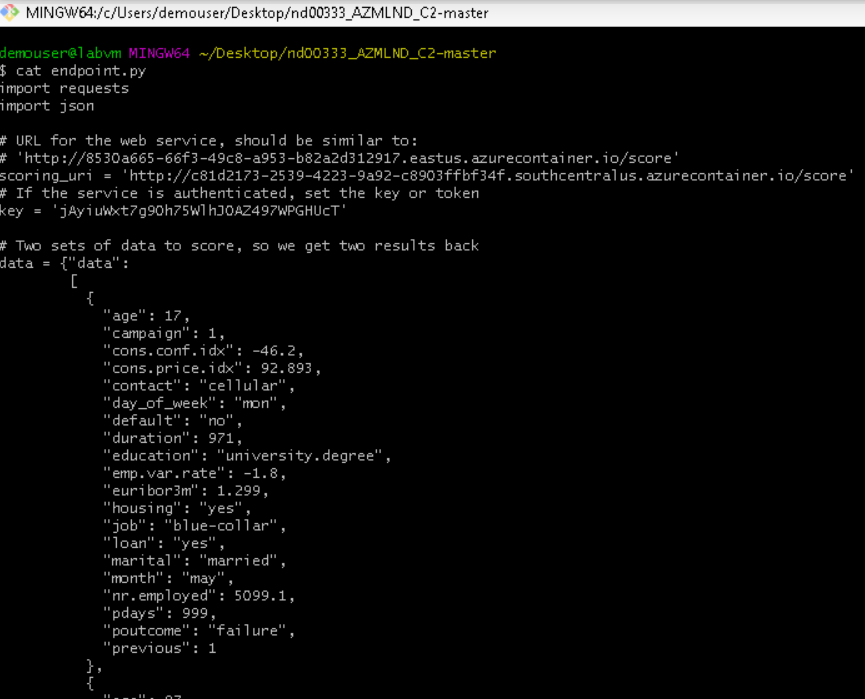 MINGW64:/c/Users/demouser/Desktop/nd00333_AZMLND_C2-master
demouser@labvm MINGW64 ~/Desktop/nd00333_AZMLND_C2-master
$ cat endpoint.py
import requests
import json
# URL for the web service, should be similar to:
# 'http://8530a665-66f3-49c8-a953-b82a2d312917.eastus.azurecontainer.io/score'
scoring_uri = 'http://c81d2173-2539-4223-9a92-c8903ffbf34f.southcentralus.azurecontainer.io/score'
# If the service is authenticated, set the key or token
key = 'jAyiuWxt7g90h75WlhJOAZ497WPGHUcT'
# Two sets of data to score, so we get two results back
data = {"data":
[
{
"age": 17,
"campaign": 1,
"cons.conf.idx": -46.2,
"cons.price.idx": 92.893,
"contact": "cellular",
"day_of_week": "mon",
"default": "no",
"duration": 971,
"education": "university.degree",
"emp.var.rate": -1.8,
"euribor3m": 1.299,
"housing": "yes",
"job": "blue-collar",
"loan": "yes",
"marital": "married",
"month": "may",
"nr.employed": 5099.1,
"pdays": 999,
"poutcome": "failure",
"previous": 1
},
{